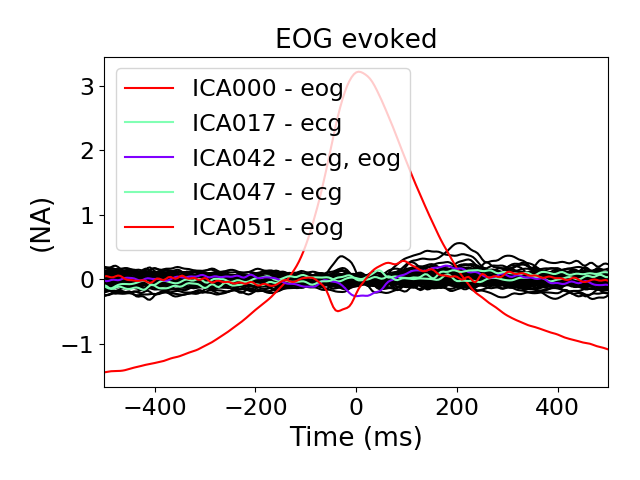 EOG evoked
ICA000 - eog
ICA017 - ecg
ICA042 - ecg, eog
ICA047 - ecg
ICA051 - eog
3
2
1
0
−1
(NA)
−400 −200 0 200 400
Time (ms)